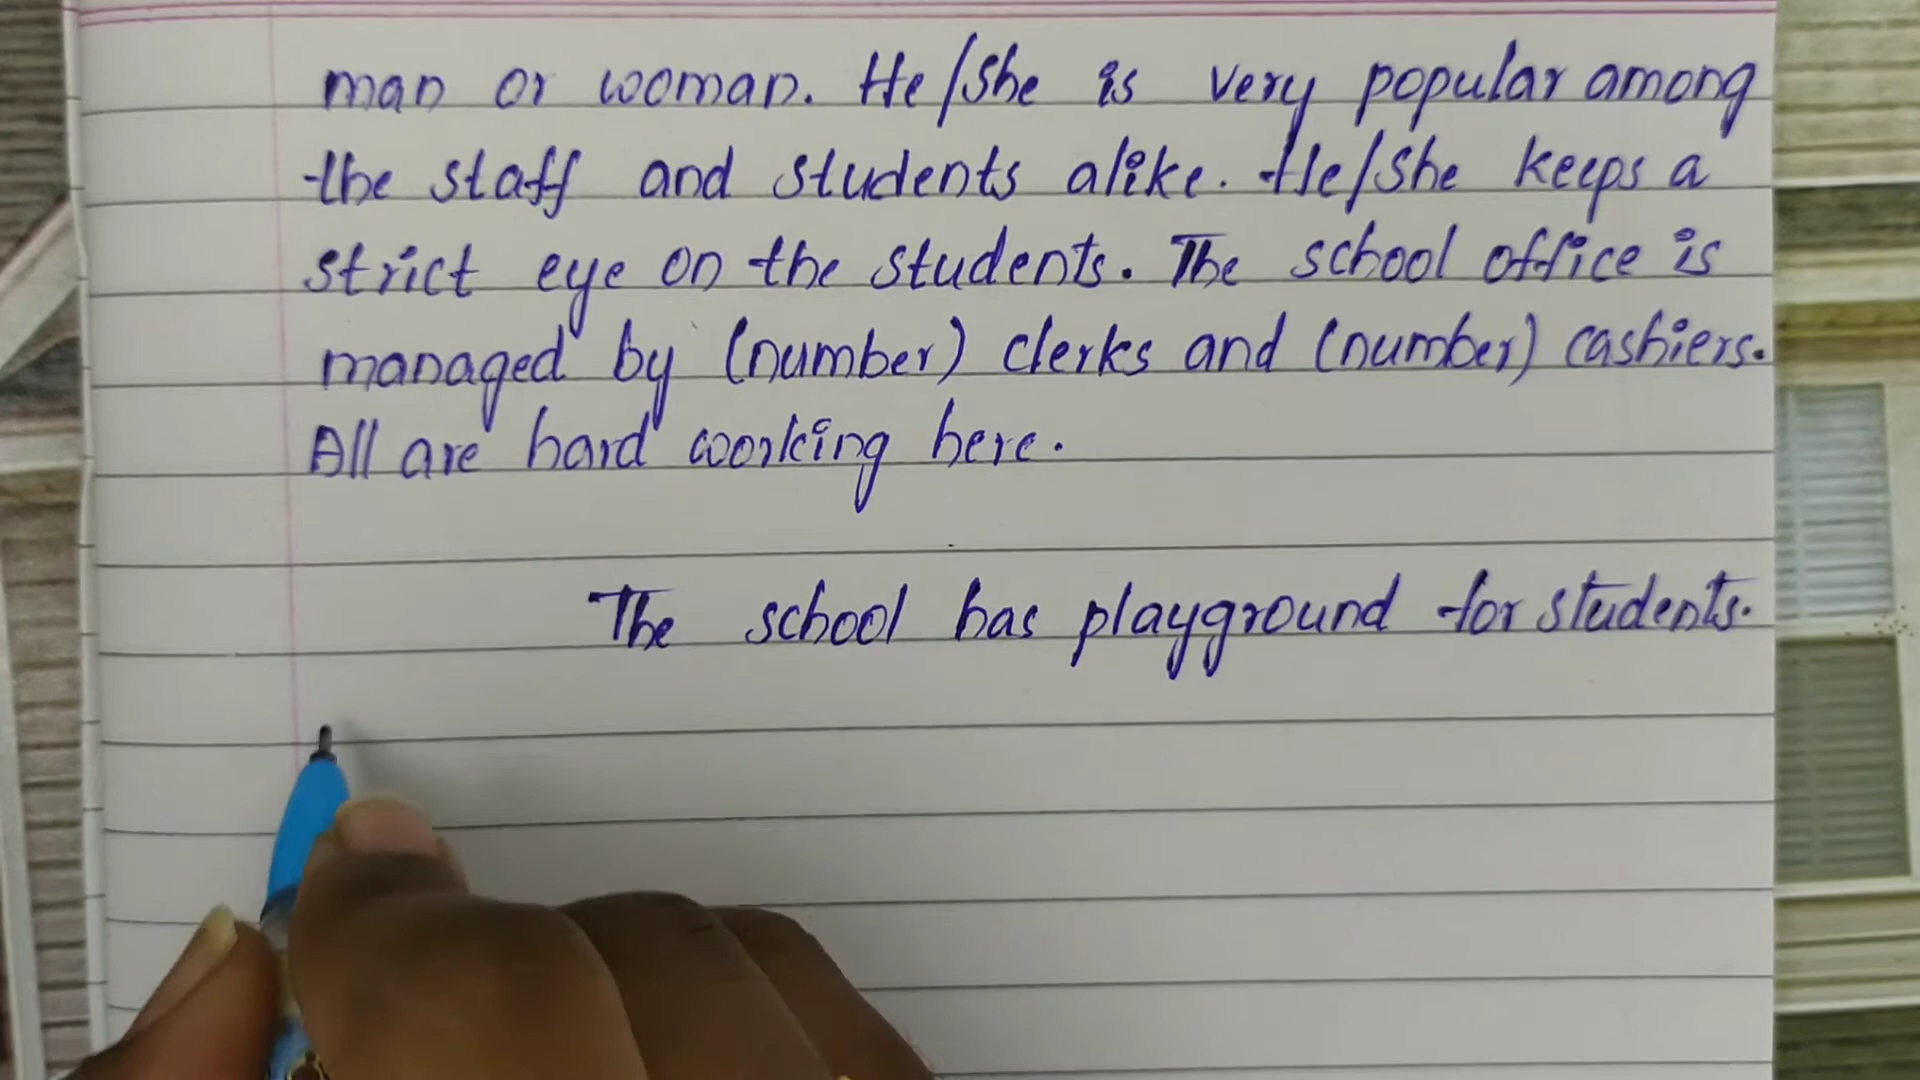 man or woman. He/She is very popular among
the staff and students alike. He/She keeps a
strict eye on the students. The school office is
managed by (number) clerks and (number) cashiers.
All are hard working here.
The school has playground for students.